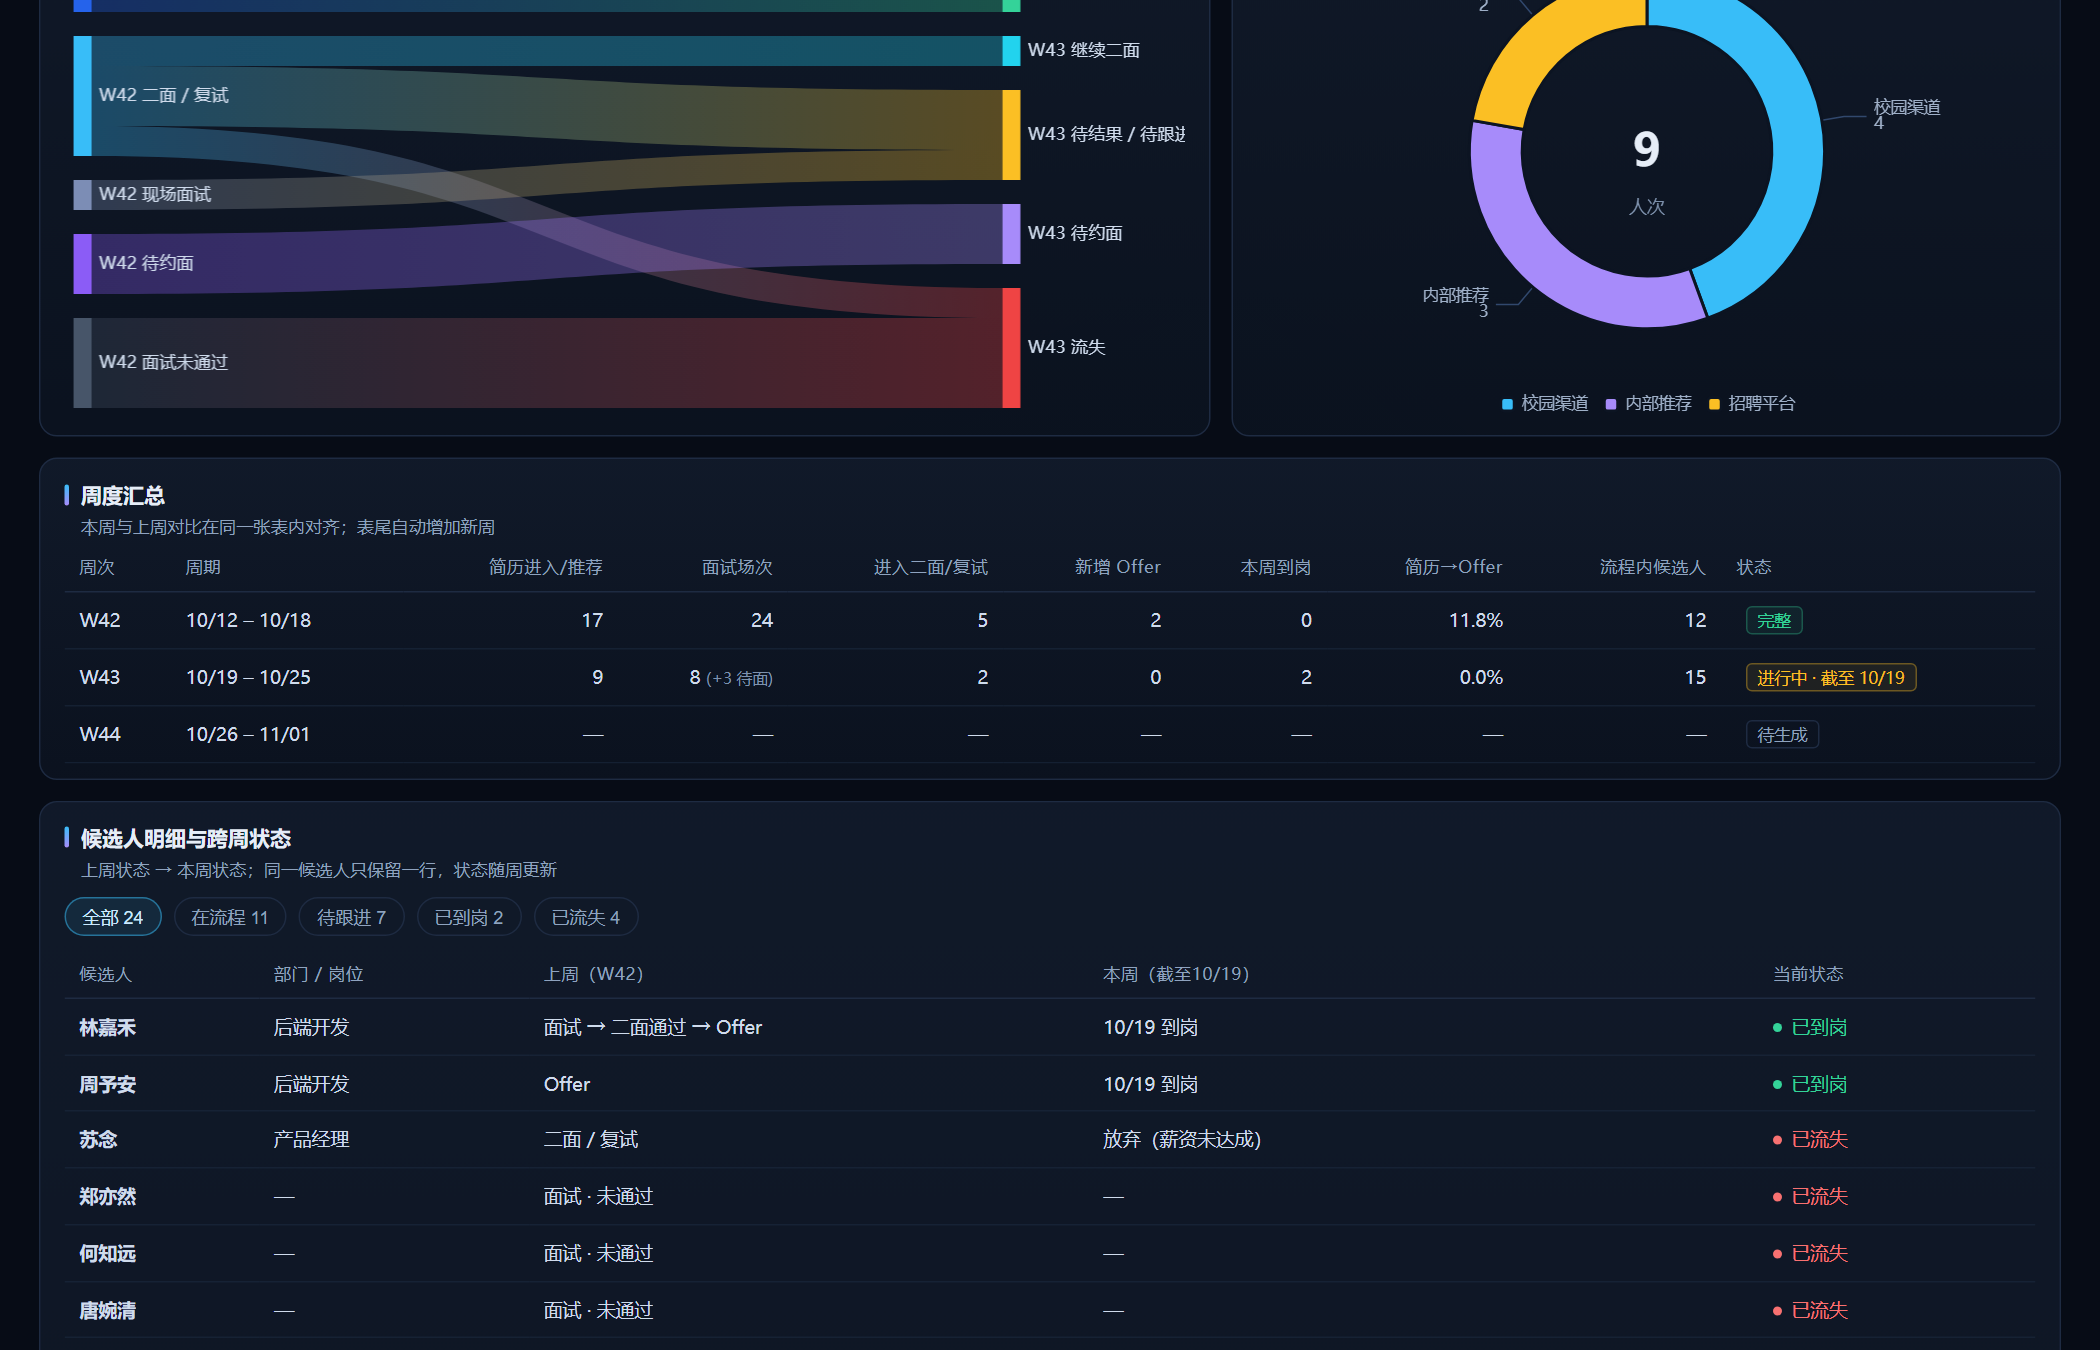 W42 二面 / 复试
W42 现场面试
W42 待约面
W42 面试未通过
W43 继续二面
W43 待结果 / 待跟进
W43 待约面
W43 流失
2
校园渠道
4
9
人次
内部推荐
3
校园渠道 内部推荐 招聘平台
周度汇总
本周与上周对比在同一张表内对齐；表尾自动增加新周
周次 周期 简历进入/推荐 面试场次 进入二面/复试 新增 Offer 本周到岗 简历→Offer 流程内候选人 状态
W42 10/12 – 10/18 17 24 5 2 0 11.8% 12 完整
W43 10/19 – 10/25 9 8 (+3 待面) 2 0 2 0.0% 15 进行中 · 截至 10/19
W44 10/26 – 11/01 — — — — — — — 待生成
候选人明细与跨周状态
上周状态 → 本周状态；同一候选人只保留一行，状态随周更新
全部 24 在流程 11 待跟进 7 已到岗 2 已流失 4
候选人 部门 / 岗位 上周（W42） 本周（截至10/19） 当前状态
林嘉禾 后端开发 面试 → 二面通过 → Offer 10/19 到岗 已到岗
周予安 后端开发 Offer 10/19 到岗 已到岗
苏念 产品经理 二面 / 复试 放弃（薪资未达成） 已流失
郑亦然 — 面试 · 未通过 — 已流失
何知远 — 面试 · 未通过 — 已流失
唐婉清 — 面试 · 未通过 — 已流失